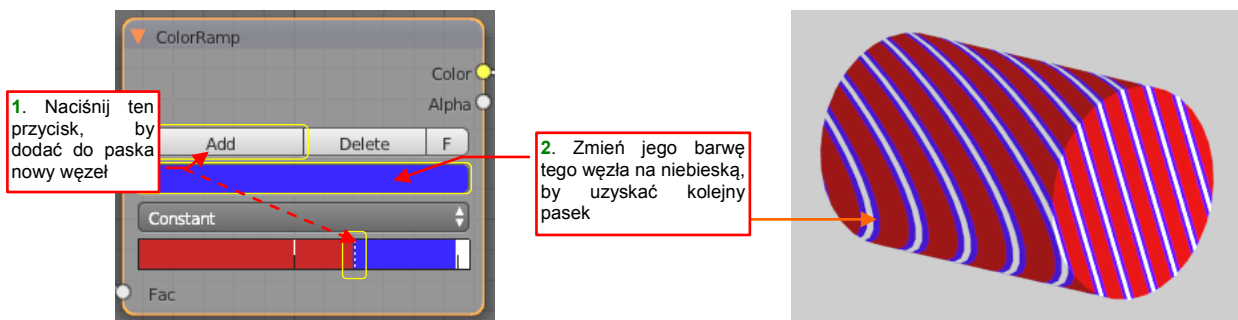 ColorRamp
Color
Alpha
1. Naciśnij ten
przycisk, by
dodać do paska
nowy węzeł
Add
Delete
F
2. Zmień jego barwę
tego węzła na niebieską,
by uzyskać kolejny
pasek
Constant
Fac